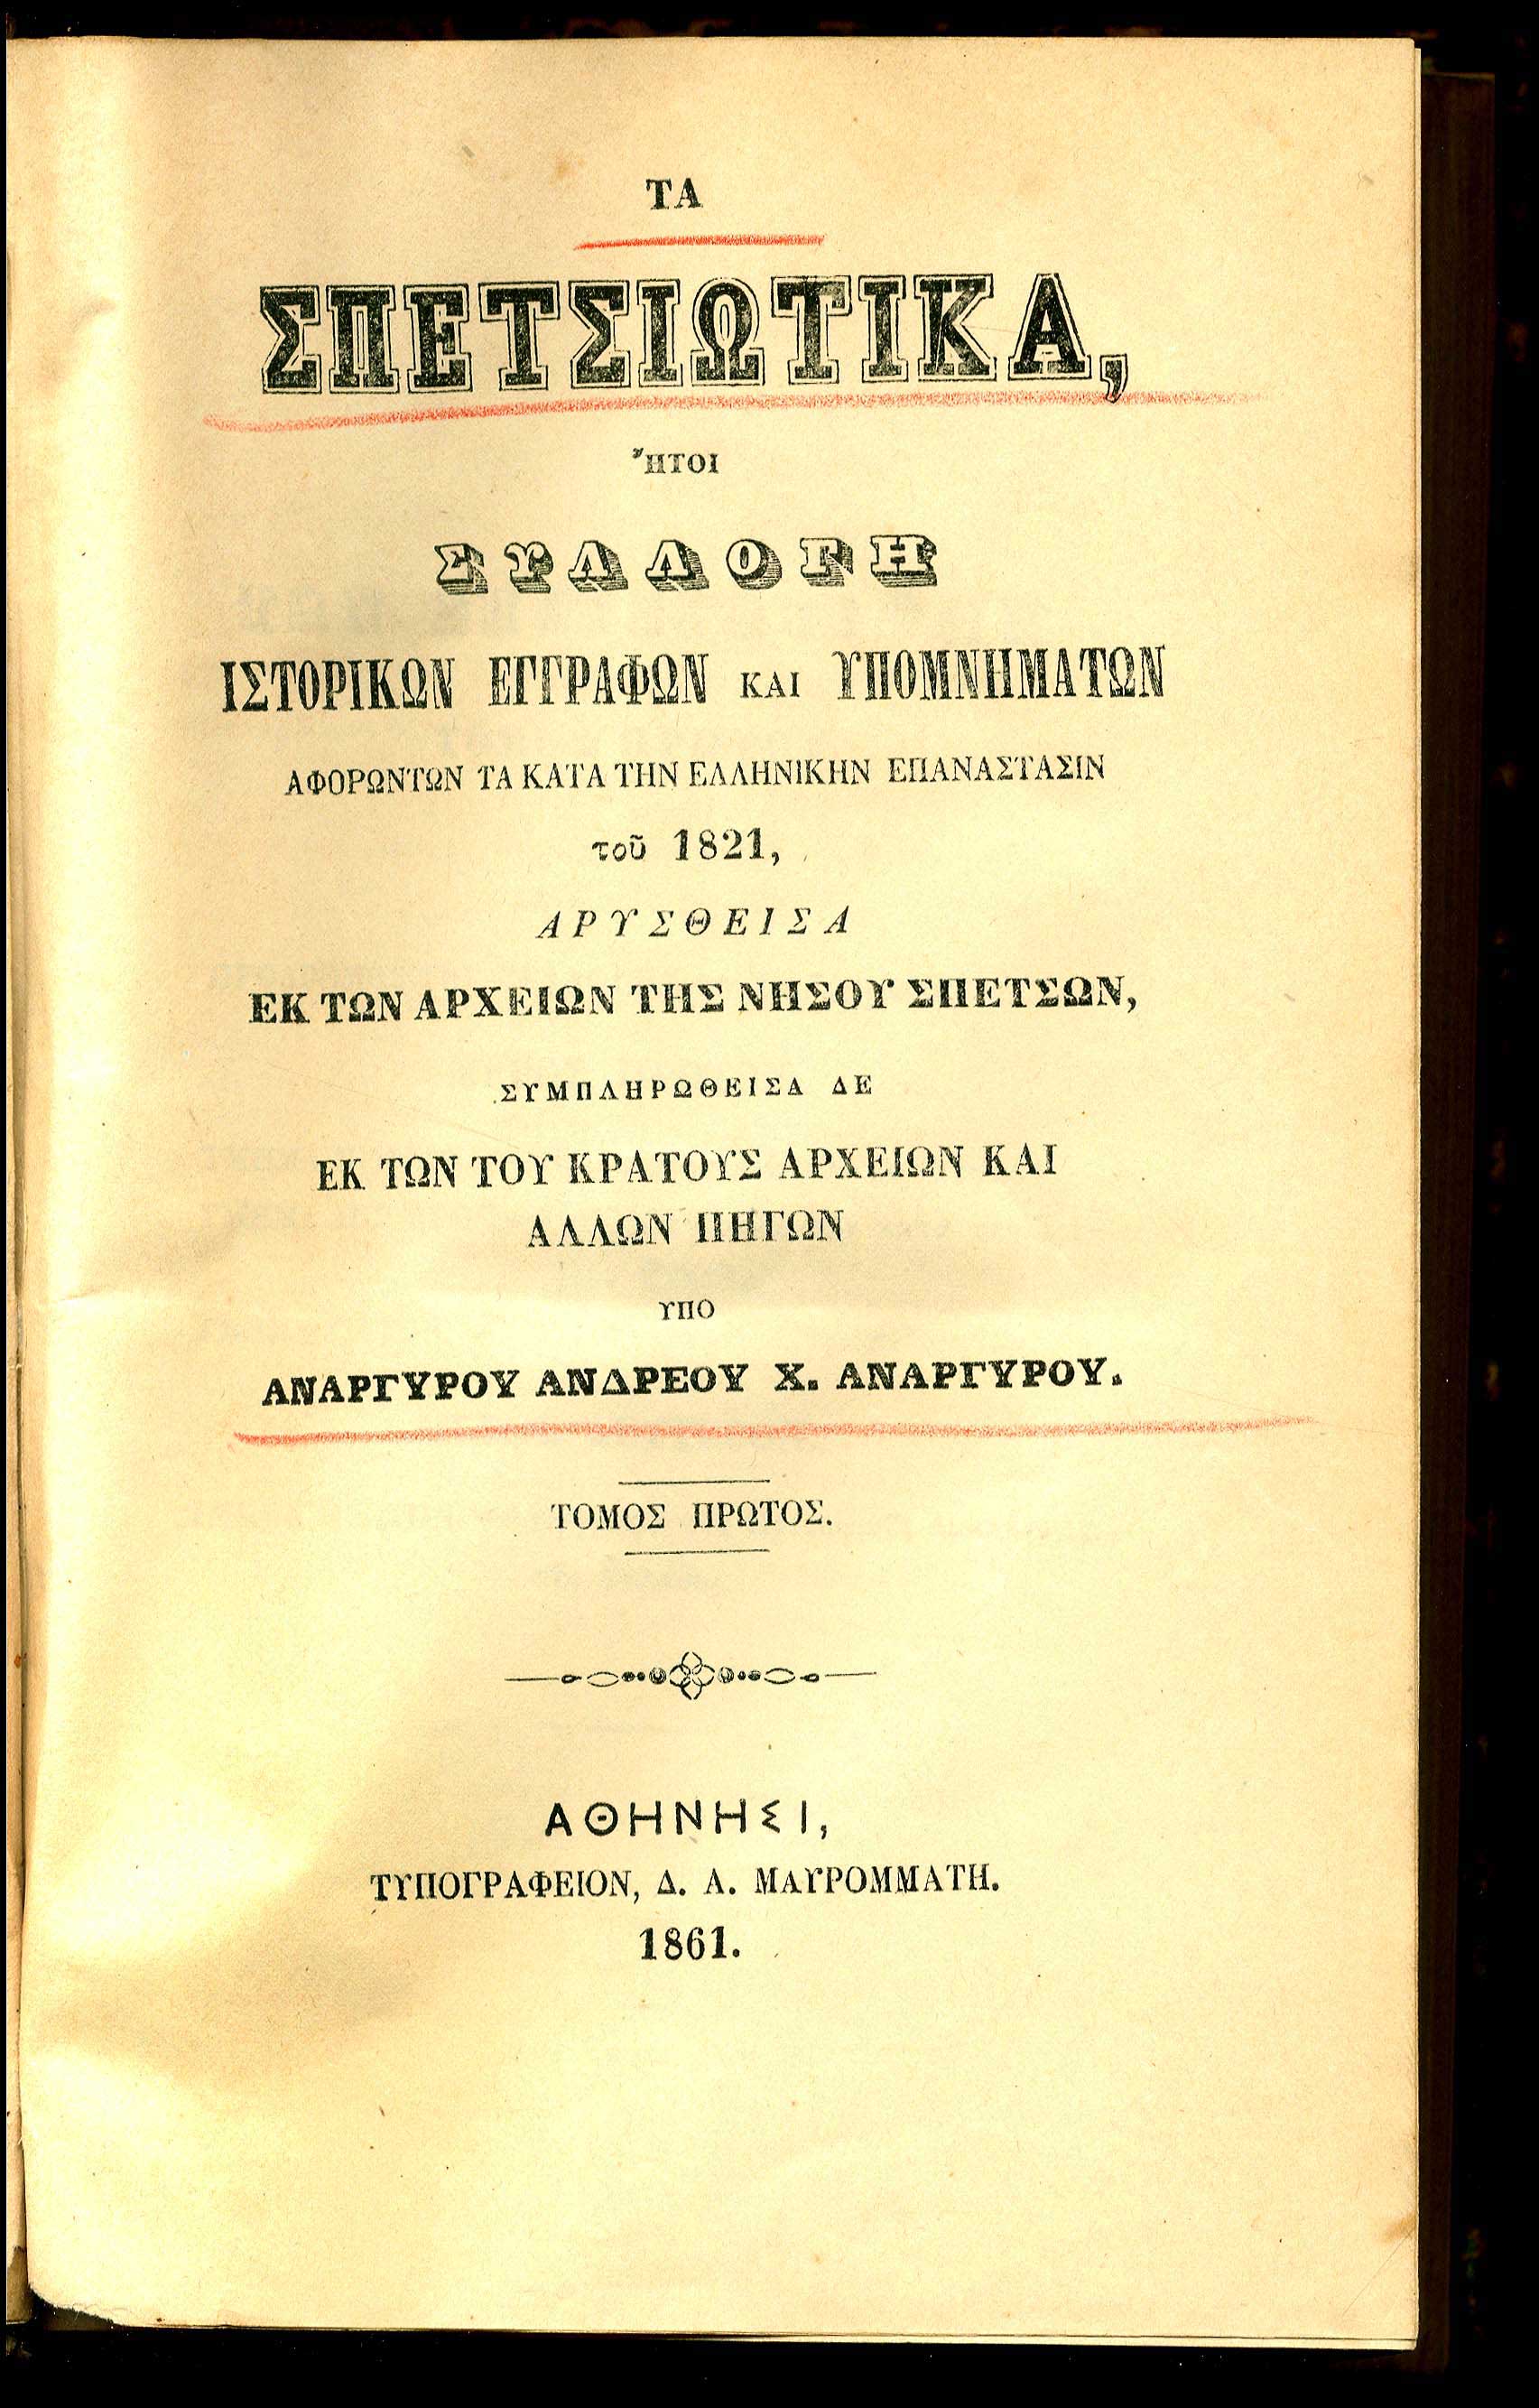 ΤΑ
ΣΠΕΤΣΙΩΤΙΚΑ,
ἬΤΟΙ
ΣΥΛΛΟΓΗ
ΙΣΤΟΡΙΚΩΝ ΕΓΓΡΑΦΩΝ ΚΑΙ ΥΠΟΜΝΗΜΑΤΩΝ
ΑΦΟΡΩΝΤΩΝ ΤΑ ΚΑΤΑ ΤΗΝ ΕΛΛΗΝΙΚΗΝ ΕΠΑΝΑΣΤΑΣΙΝ
τοῦ 1821,
ΑΡΥΣΘΕΙΣΑ
ΕΚ ΤΩΝ ΑΡΧΕΙΩΝ ΤΗΣ ΝΗΣΟΥ ΣΠΕΤΣΩΝ,
ΣΥΜΠΛΗΡΩΘΕΙΣΑ ΔΕ
ΕΚ ΤΩΝ ΤΟΥ ΚΡΑΤΟΥΣ ΑΡΧΕΙΩΝ ΚΑΙ
ΑΛΛΩΝ ΠΗΓΩΝ
ΥΠΟ
ΑΝΑΡΓΥΡΟΥ ΑΝΔΡΕΟΥ Χ. ΑΝΑΡΓΥΡΟΥ.
ΤΟΜΟΣ ΠΡΩΤΟΣ.
ΑΘΗΝΗΣΙ,
ΤΥΠΟΓΡΑΦΕΙΟΝ, Δ. Α. ΜΑΥΡΟΜΜΑΤΗ.
1861.